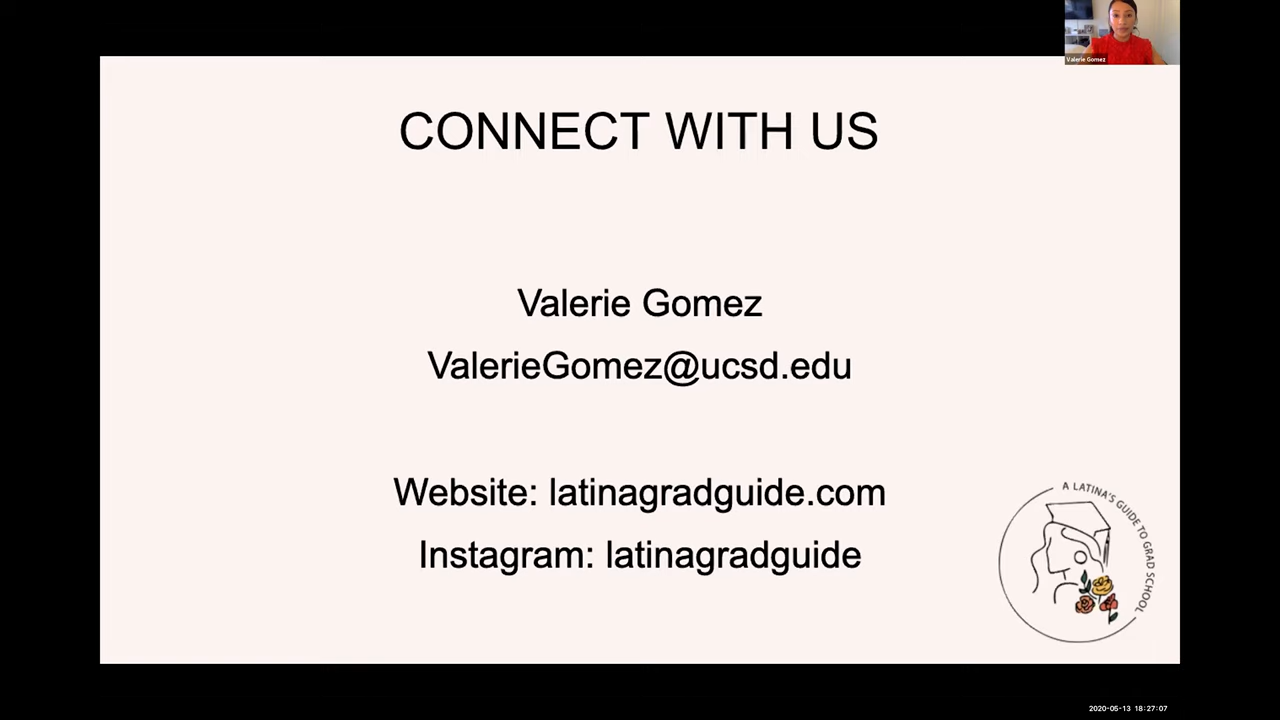 Valerie Gomez
CONNECT WITH US
Valerie Gomez
ValerieGomez@ucsd.edu
Website: latinagradguide.com
Instagram: latinagradguide
A LATINA'S GUIDE TO GRAD SCHOOL
2020-05-13 18:27:07